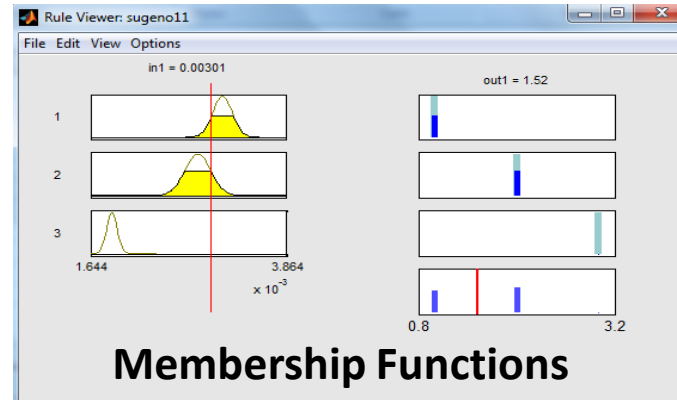 Rule Viewer: sugeno11
File Edit View Options
in1 = 0.00301
out1 = 1.52
1
2
3
1.644 3.864
x 10-3
0.8 3.2
Membership Functions